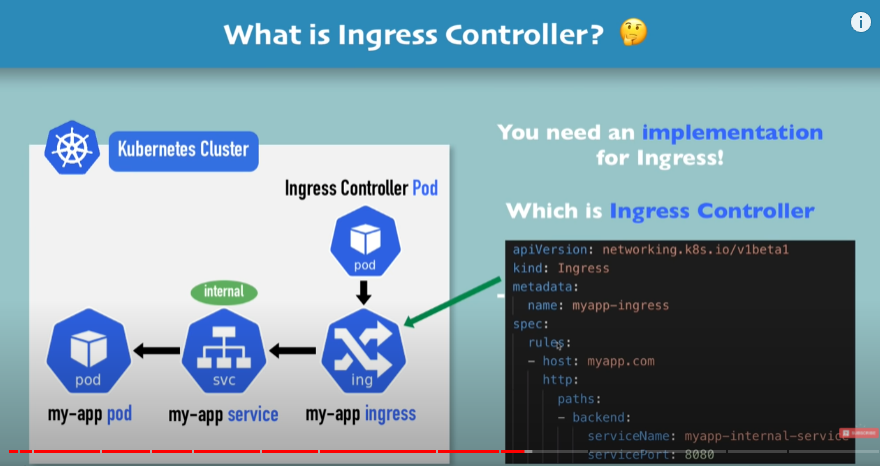 What is Ingress Controller? 🤔
Kubernetes Cluster
You need an implementation
for Ingress!
Ingress Controller Pod
Which is Ingress Controller
pod
internal
pod
svc
ing
my-app pod
my-app service
my-app ingress
apiVersion: networking.k8s.io/v1beta1
kind: Ingress
metadata:
name: myapp-ingress
spec:
rules:
- host: myapp.com
http:
paths:
- backend:
serviceName: myapp-internal-service
servicePort: 8080
SUBSCRIBE